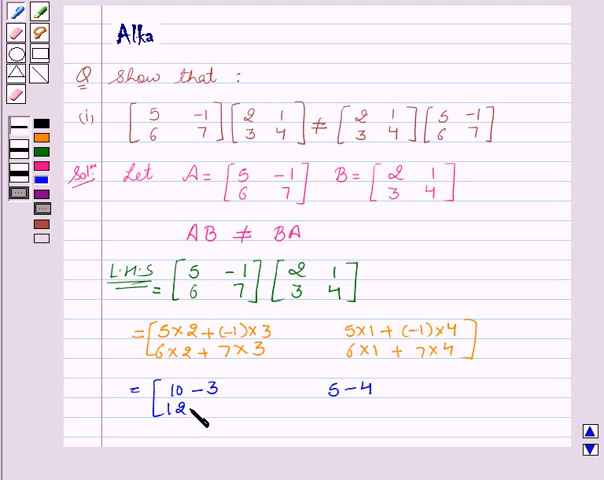 Alka
Q Show that :
(i) [5 -1 [2 1 ≠ [2 1 [5 -1
6 7] 3 4] 3 4] 6 7]
Sol:- Let A = [5 -1 B = [2 1
6 7] 3 4]
AB ≠ BA
L.H.S
= [5 -1 [2 1
6 7] 3 4]
= [5×2 + (-1)×3 5×1 + (-1)×4
6×2 + 7×3 6×1 + 7×4]
= [10 - 3 5 - 4
12